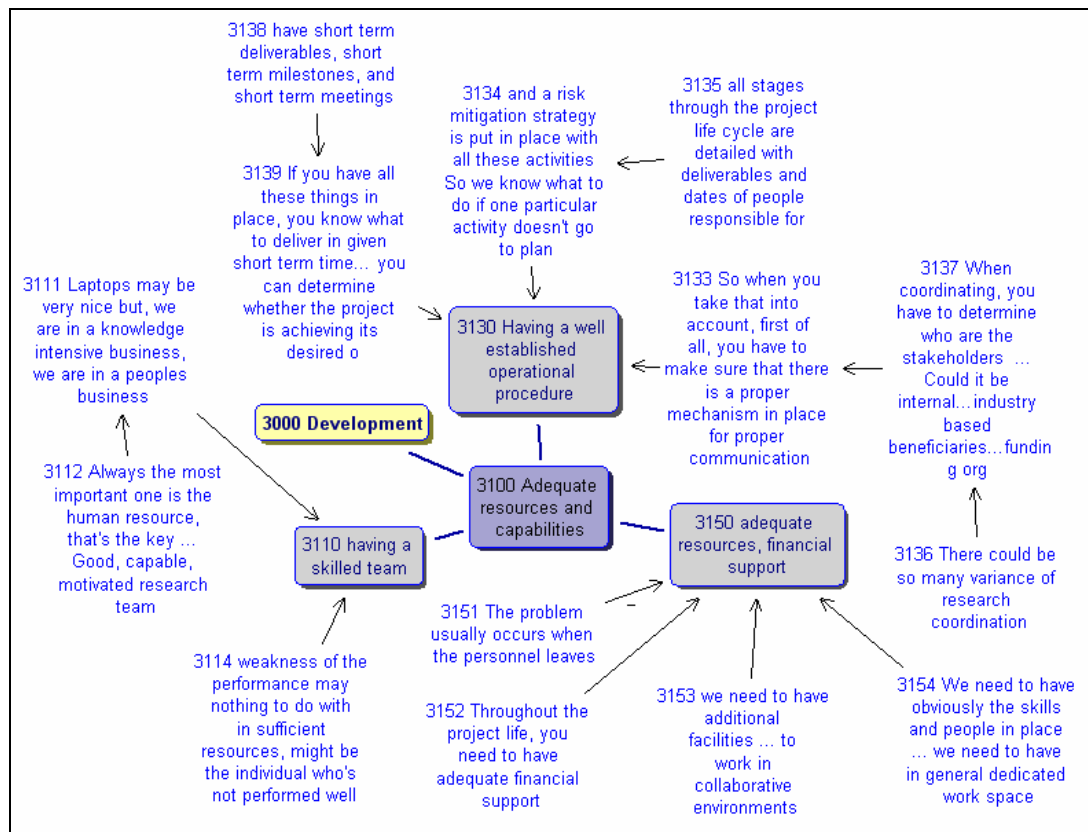 3138 have short term
deliverables, short
term milestones, and
short term meetings
3134 and a risk
mitigation strategy
is put in place with
all these activities
So we know what to
do if one particular
activity doesn't go
to plan
3135 all stages
through the project
life cycle are
detailed with
deliverables and
dates of people
responsible for
3139 If you have all
these things in
place, you know what
to deliver in given
short term time... you
can determine
whether the project
is achieving its
desired o
3111 Laptops may be
very nice but, we
are in a knowledge
intensive business,
we are in a peoples
business
3130 Having a well
established
operational
procedure
3133 So when you
take that into
account, first of
all, you have to
make sure that there
is a proper
mechanism in place
for proper
communication
3137 When
coordinating, you
have to determine
who are the
stakeholders ...
Could it be
internal...industry
based
beneficiaries...fundin
g org
3000 Development
3112 Always the most
important one is the
human resource,
that's the key ...
Good, capable,
motivated research
team
3100 Adequate
resources and
capabilities
3110 having a
skilled team
3150 adequate
resources, financial
support
3136 There could be
so many variance of
research
coordination
3151 The problem
usually occurs when
the personnel leaves
3114 weakness of the
performance may
nothing to do with
in sufficient
resources, might be
the individual who's
not performed well
3152 Throughout the
project life, you
need to have
adequate financial
support
3153 we need to have
additional
facilities ... to
work in
collaborative
environments
3154 We need to have
obviously the skills
and people in place
... we need to have
in general dedicated
work space